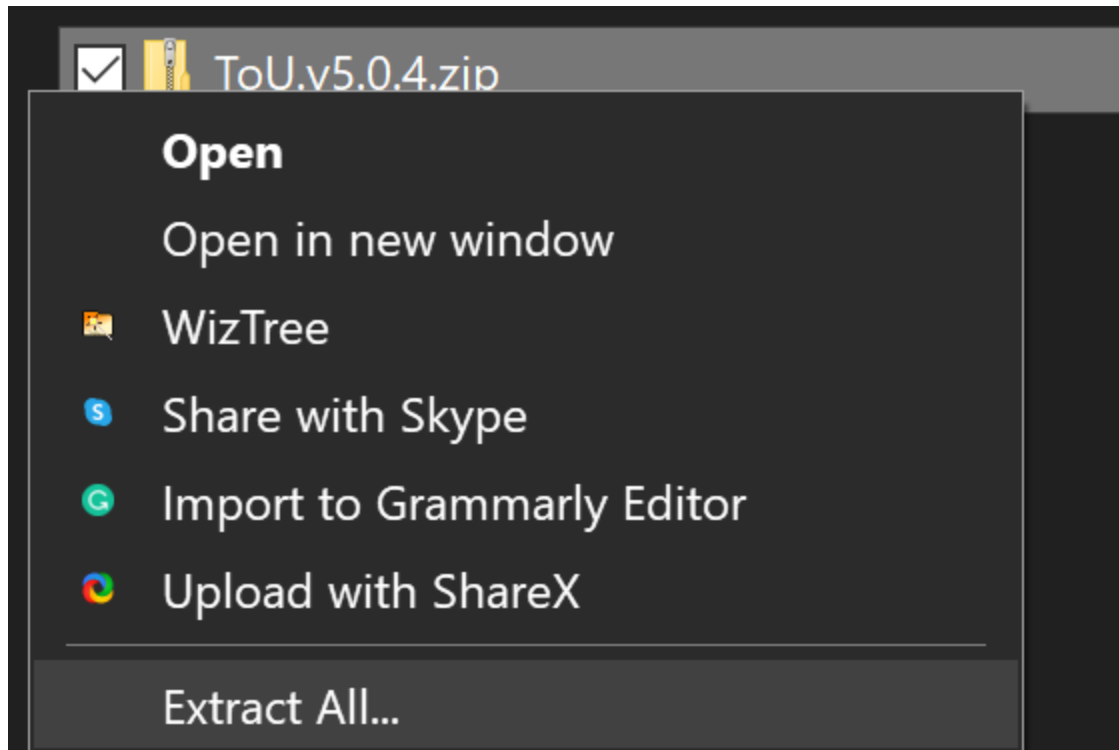 ToU.v5.0.4.zip
Open
Open in new window
WizTree
Share with Skype
Import to Grammarly Editor
Upload with ShareX
Extract All...